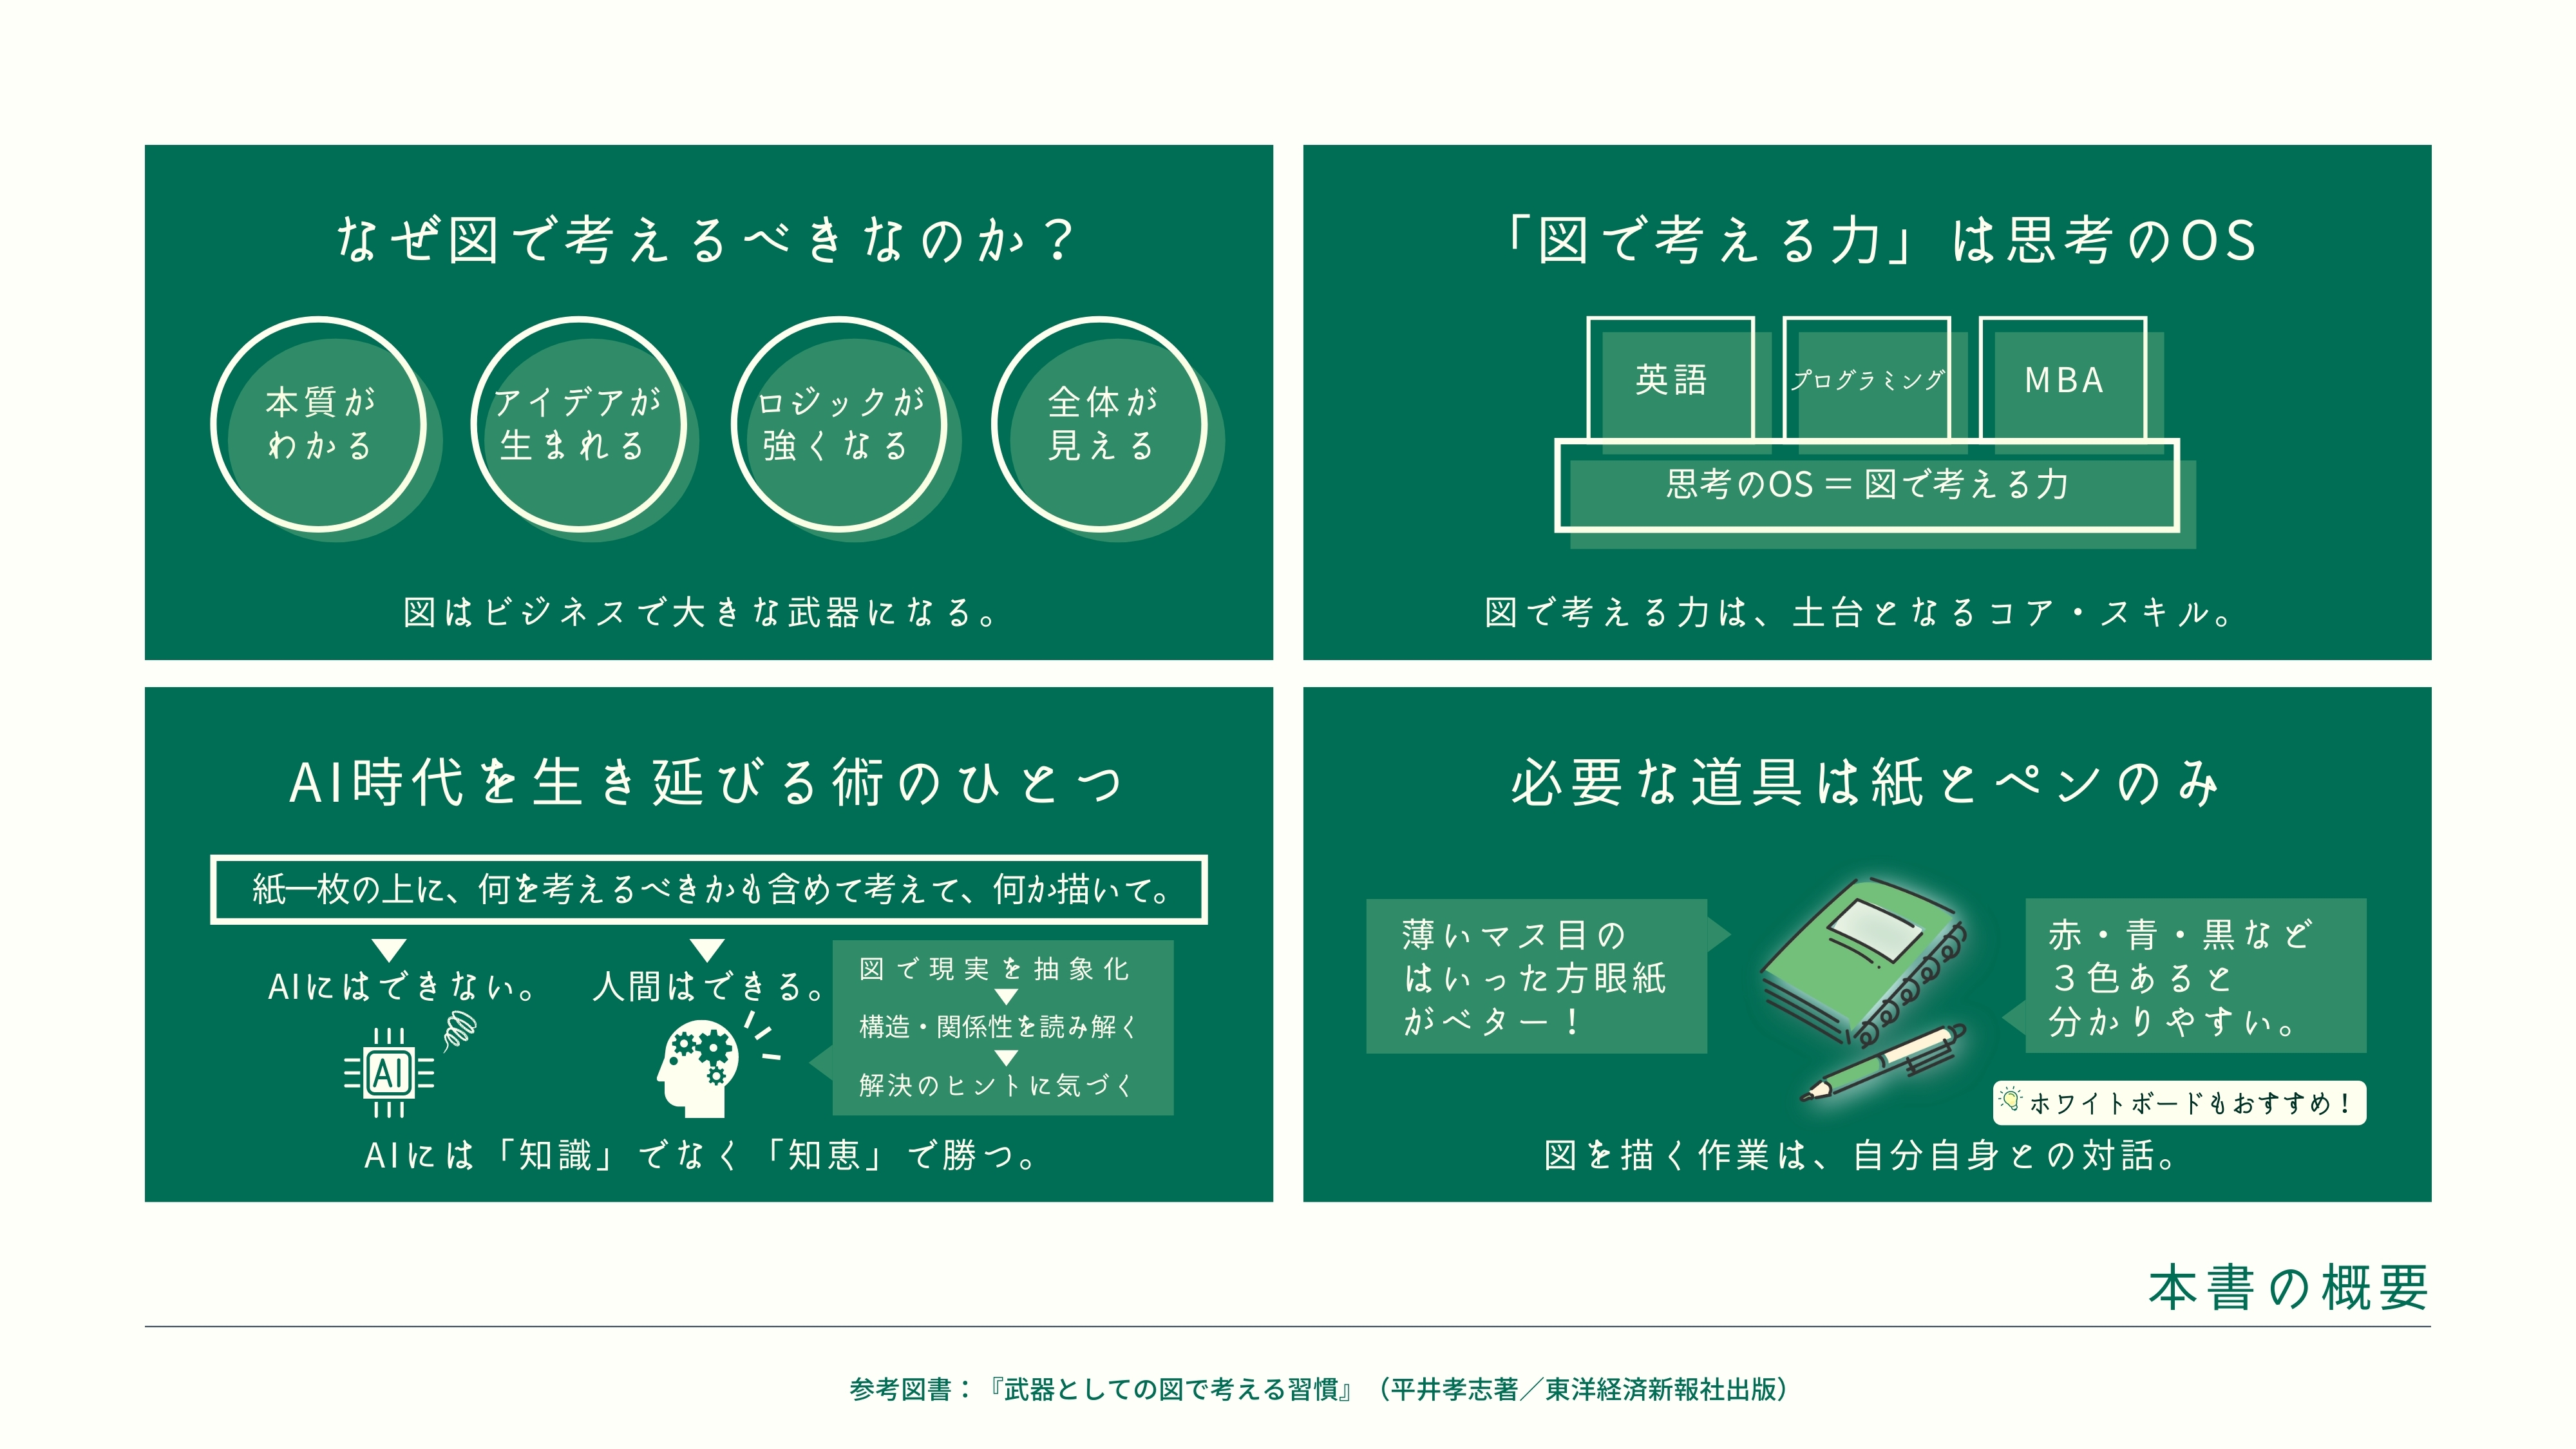 なぜ図で考えるべきなのか？
本質が
わかる
アイデアが
生まれる
ロジックが
強くなる
全体が
見える
図はビジネスで大きな武器になる。
「図で考える力」は思考のOS
英語
プログラミング
MBA
思考のOS＝図で考える力
図で考える力は、土台となるコア・スキル。
AI時代を生き延びる術のひとつ
紙一枚の上に、何を考えるべきかも含めて考えて、何か描いて。
AIにはできない。
人間はできる。
AI
図で現実を抽象化
構造・関係性を読み解く
解決のヒントに気づく
AIには「知識」でなく「知恵」で勝つ。
必要な道具は紙とペンのみ
薄いマス目の
はいった方眼紙
がベター！
赤・青・黒など
３色あると
分かりやすい。
ホワイトボードもおすすめ！
図を描く作業は、自分自身との対話。
本書の概要
参考図書：『武器としての図で考える習慣』（平井孝志著／東洋経済新報社出版）